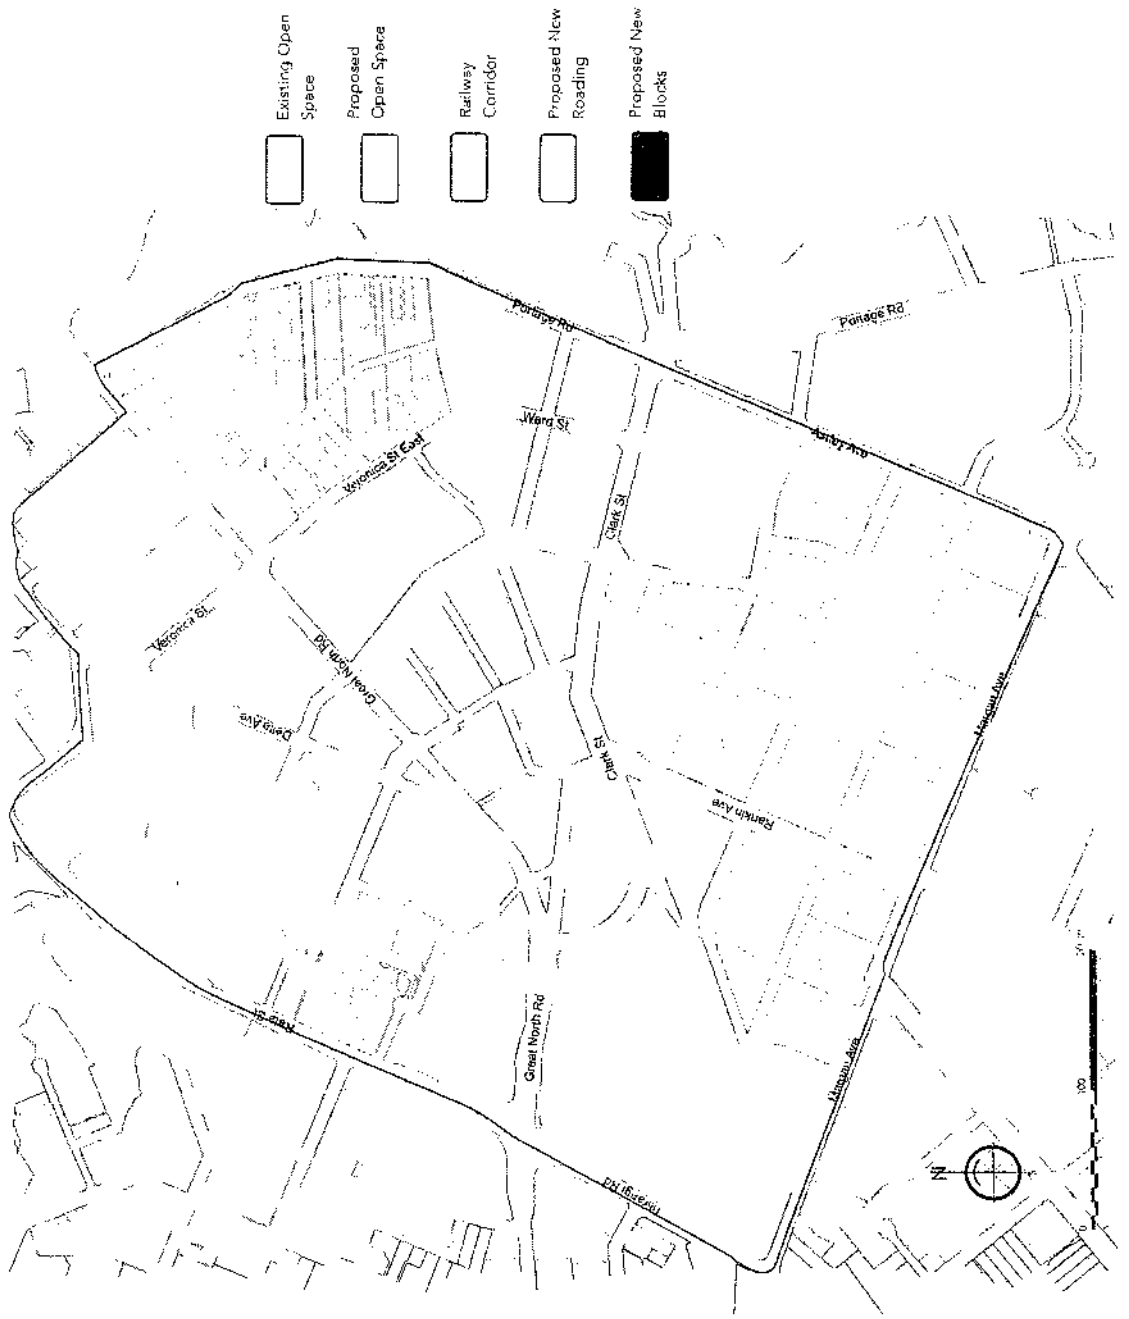 Existing Open
Space
Proposed
Open Space
Railway
Corridor
Proposed New
Roading
Proposed New
Blocks
Portage Rd
Portage Rd
Ward St
Veronica St East
Clark St
Astley Ave
Veronica St
Great North Rd
Delta Ave
Clark St
Margan Ave
Rankin Ave
Rata St
Great North Rd
Margan Ave
Titirangi Rd
N
0
100